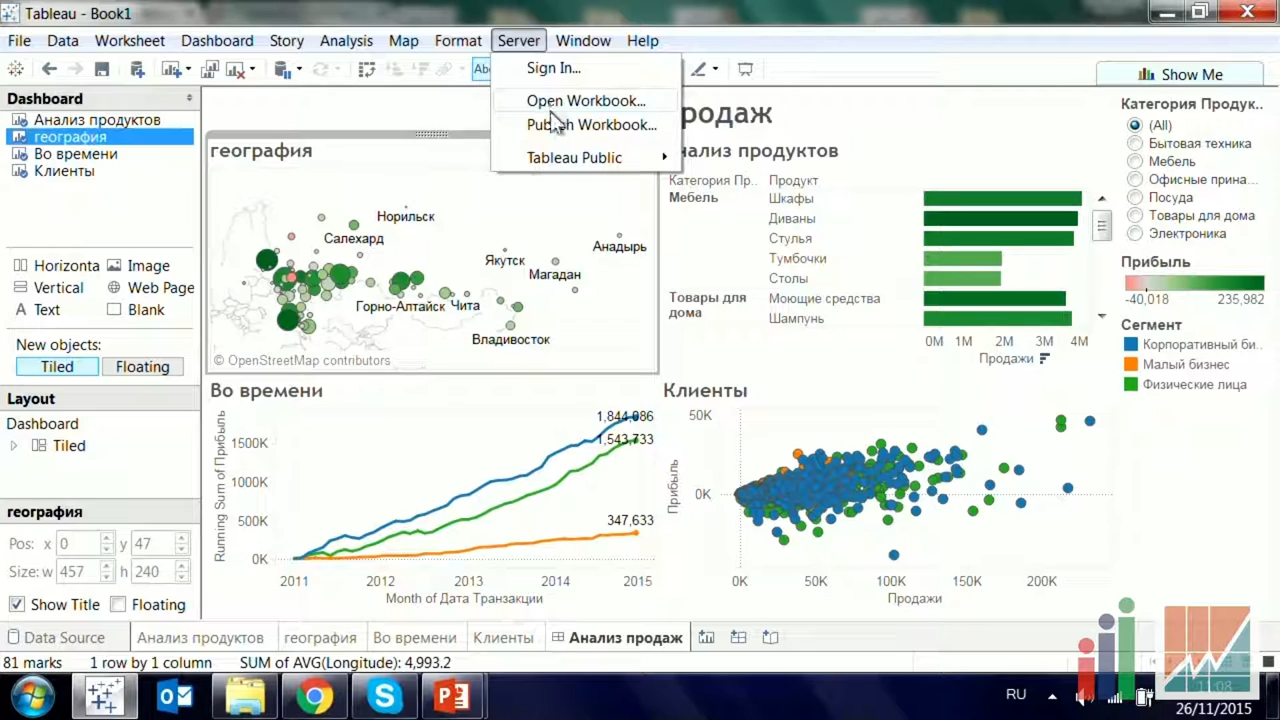 Tableau - Book1
File Data Worksheet Dashboard Story Analysis Map Format Server Window Help
Sign In...
Open Workbook...
Publish Workbook...
Tableau Public
Show Me
Dashboard
Анализ продуктов
география
Во времени
Клиенты
Horizonta Image
Vertical Web Page
A Text Blank
New objects:
Tiled Floating
Layout
Dashboard
Tiled
география
Pos: x 0 y 47
Size: w 457 h 240
Show Title Floating
география
Норильск
Салехард
Анадырь
Якутск
Магадан
Горно-Алтайск Чита
Владивосток
© OpenStreetMap contributors
родаж
нализ продуктов
Категория Пр.. Продукт
Мебель Шкафы
Диваны
Стулья
Тумбочки
Столы
Товары для дома Моющие средства
Шампунь
0M 1M 2M 3M 4M
Продажи
Категория Продук..
(All)
Бытовая техника
Мебель
Офисные прина...
Посуда
Товары для дома
Электроника
Прибыль
-40,018 235,982
Сегмент
Корпоративный би..
Малый бизнес
Физические лица
Во времени
Running Sum of Прибыль
1500K
1000K
500K
0K
1,844,086
1,543,733
347,633
2011 2012 2013 2014 2015
Month of Дата Транзакции
Клиенты
Прибыль
50K
0K
0K 50K 100K 150K 200K
Продажи
Data Source Анализ продуктов география Во времени Клиенты Анализ продаж
81 marks 1 row by 1 column SUM of AVG(Longitude): 4,993.2
RU
11:08
26/11/2015